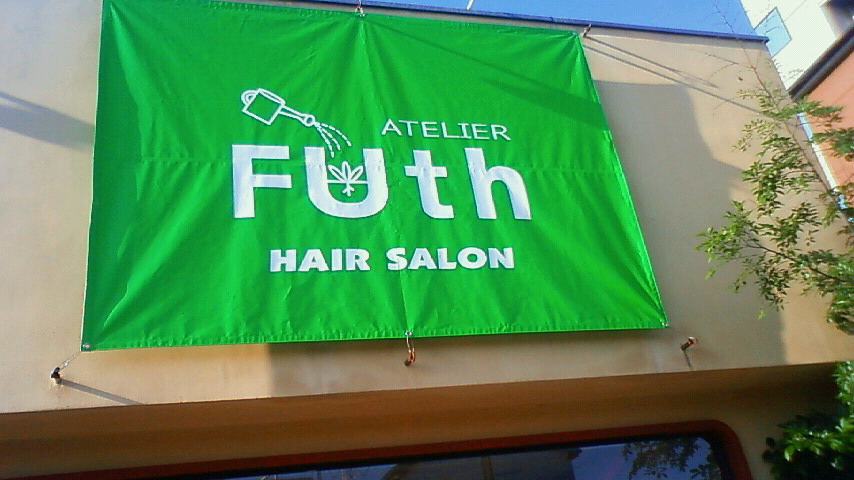 ATELIER
FUth
HAIR SALON